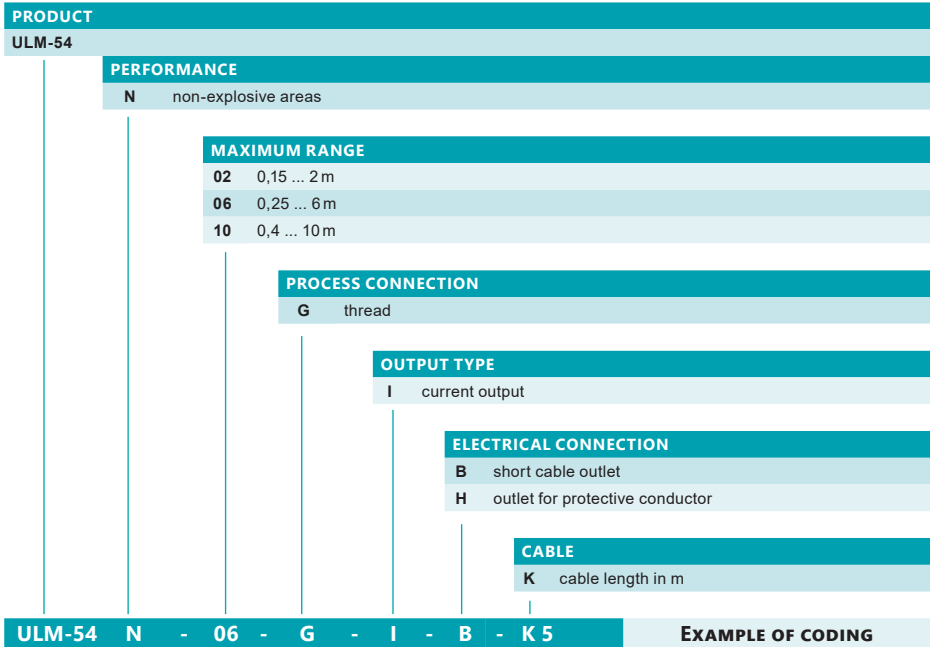 PRODUCT
ULM-54
PERFORMANCE
N non-explosive areas
MAXIMUM RANGE
02 0,15 ... 2 m
06 0,25 ... 6 m
10 0,4 ... 10 m
PROCESS CONNECTION
G thread
OUTPUT TYPE
I current output
ELECTRICAL CONNECTION
B short cable outlet
H outlet for protective conductor
CABLE
K cable length in m
ULM-54 N - 06 - G - I - B - K 5 EXAMPLE OF CODING